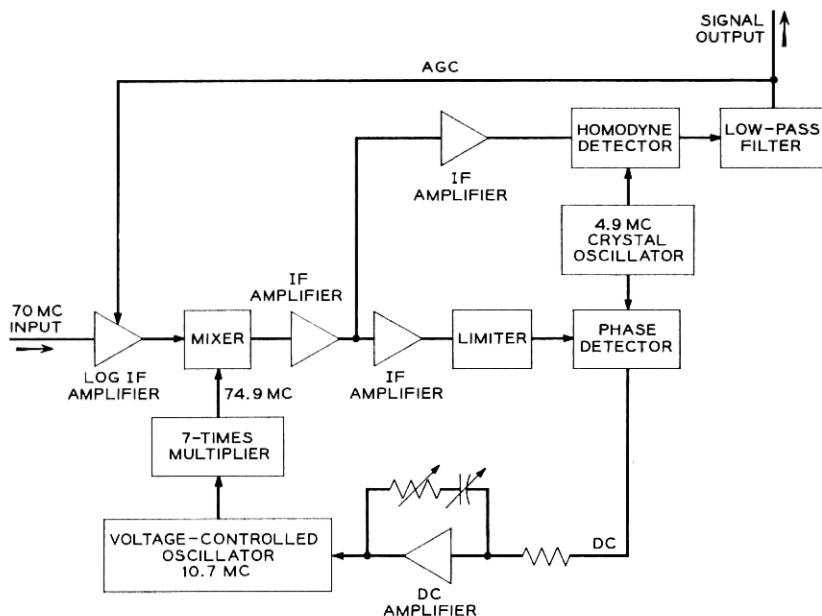 SIGNAL
OUTPUT
AGC
HOMODYNE
DETECTOR
LOW-PASS
FILTER
IF
AMPLIFIER
4.9 MC
CRYSTAL
OSCILLATOR
IF
AMPLIFIER
70 MC
INPUT
MIXER
LIMITER
PHASE
DETECTOR
LOG IF
AMPLIFIER
74.9 MC
IF
AMPLIFIER
7-TIMES
MULTIPLIER
VOLTAGE-CONTROLLED
OSCILLATOR
10.7 MC
DC
DC
AMPLIFIER